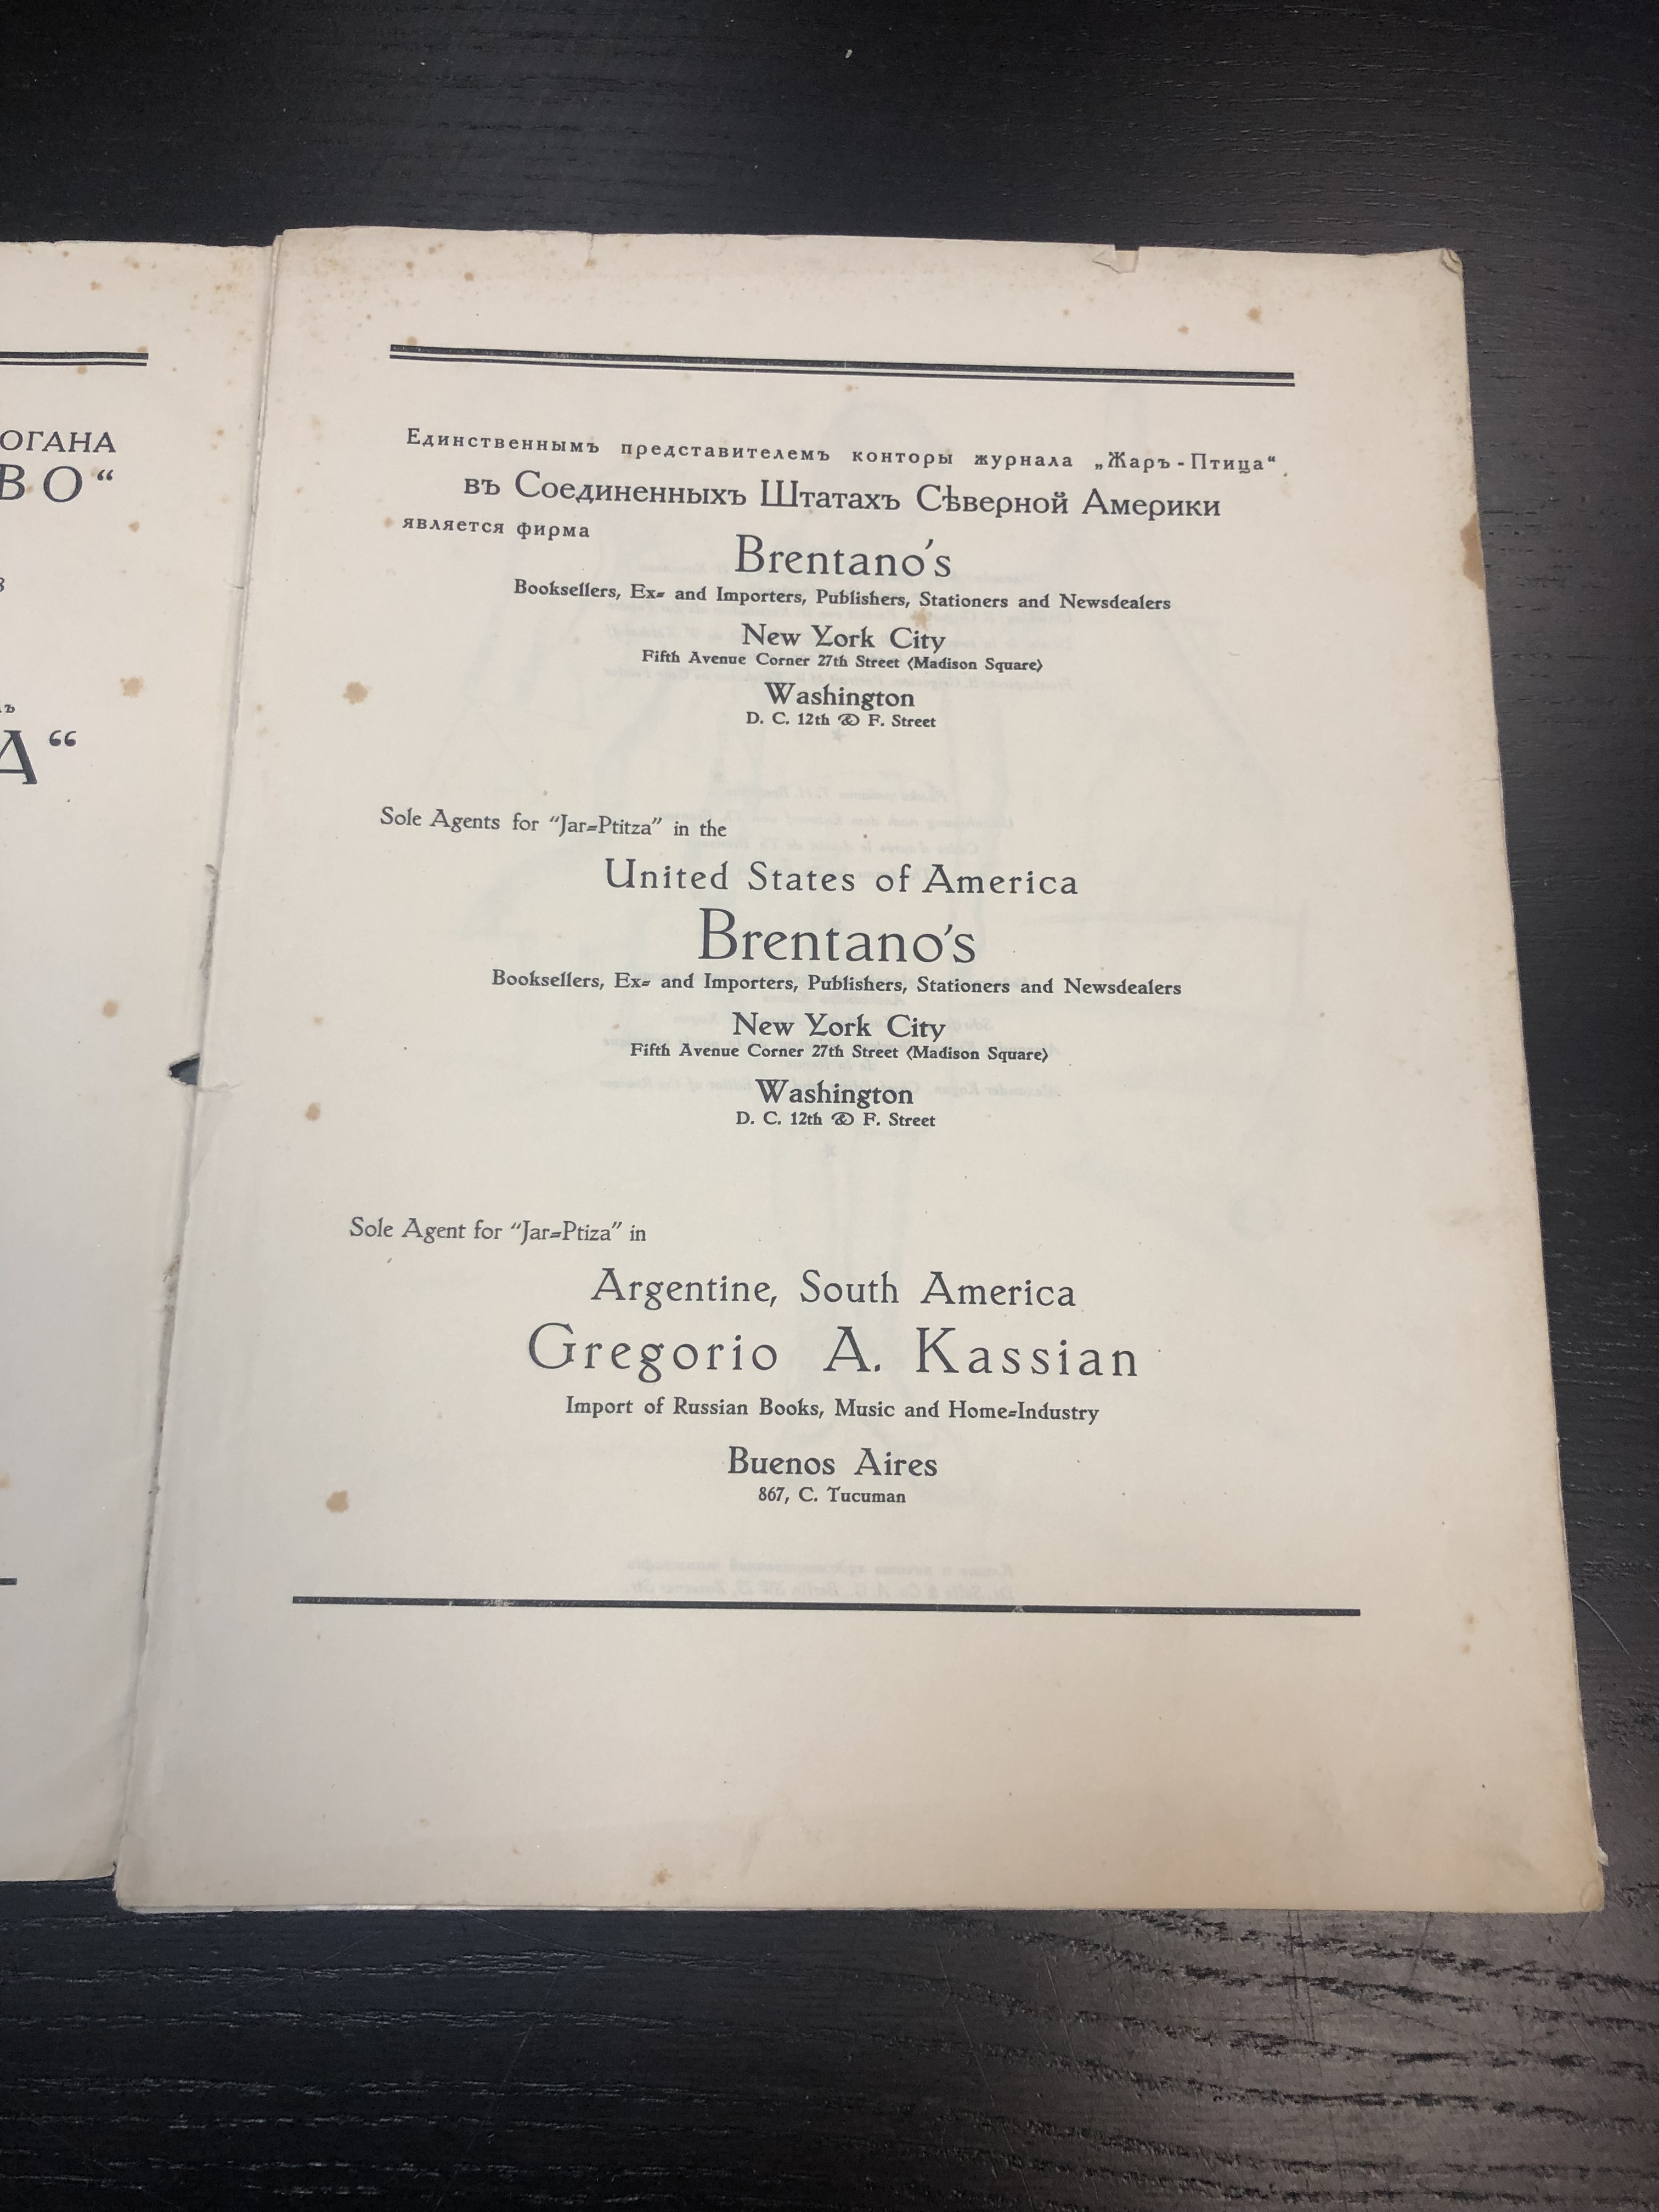 ОГАНА
ВО“
А“
Единственнымъ представителемъ конторы журнала „Жаръ-Птица“
въ Соединенныхъ Штатахъ Сѣверной Америки
является фирма
Brentano's
Booksellers, Ex= and Importers, Publishers, Stationers and Newsdealers
New York City
Fifth Avenue Corner 27th Street (Madison Square)
Washington
D. C. 12th & F. Street
Sole Agents for “Jar=Ptitza” in the
United States of America
Brentano's
Booksellers, Ex= and Importers, Publishers, Stationers and Newsdealers
New York City
Fifth Avenue Corner 27th Street (Madison Square)
Washington
D. C. 12th & F. Street
Sole Agent for “Jar=Ptiza” in
Argentine, South America
Gregorio A. Kassian
Import of Russian Books, Music and Home=Industry
Buenos Aires
867, C. Tucuman